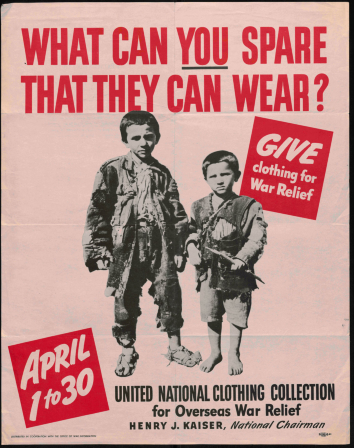 WHAT CAN YOU SPARE
THAT THEY CAN WEAR?
GIVE
clothing for
War Relief
APRIL
1 to 30
UNITED NATIONAL CLOTHING COLLECTION
for Overseas War Relief
HENRY J. KAISER, National Chairman